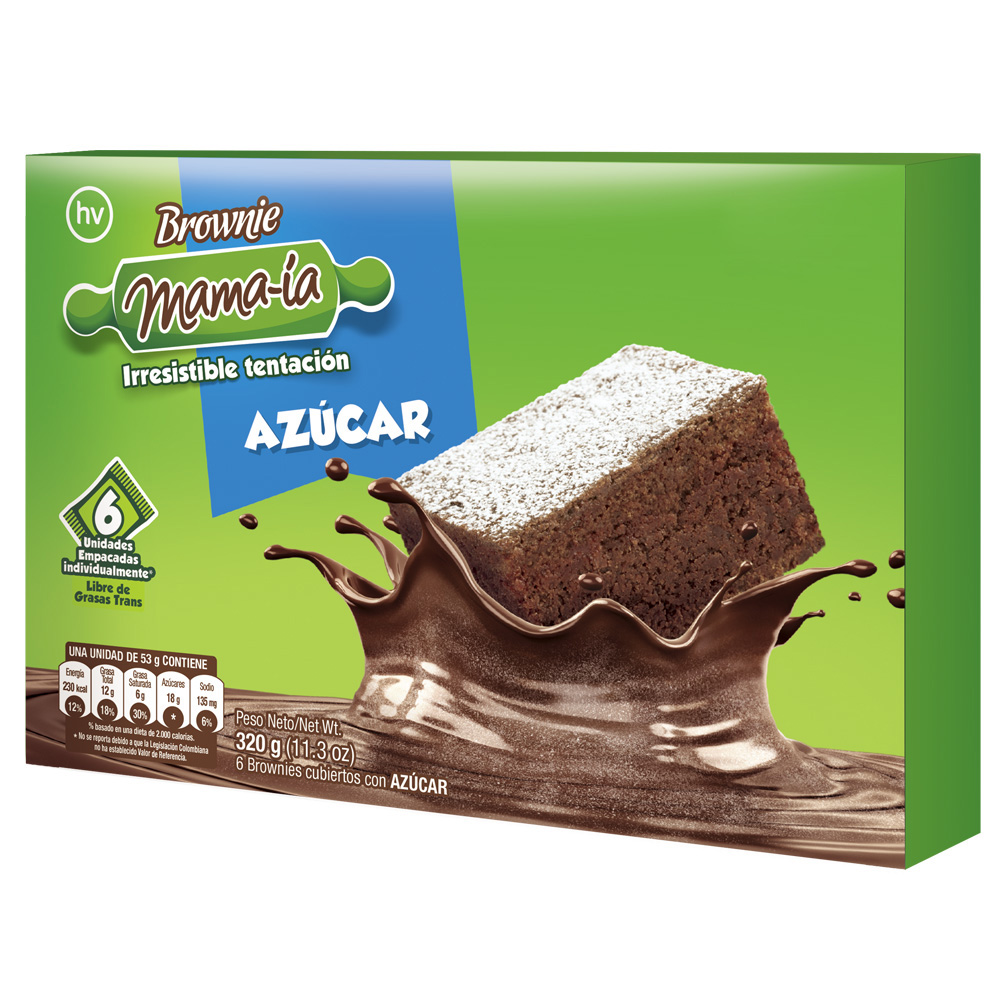 hv
Brownie
Mama-ía
Irresistible tentación
AZÚCAR
6
Unidades
Empacadas
individualmente*
Libre de
Grasas Trans
UNA UNIDAD DE 53 g CONTIENE
Energía Grasa Total Grasa Saturada Azúcares Sodio
230 kcal 12 g 6 g 18 g 135 mg
12% 18% 30% * 6%
% basado en una dieta de 2.000 calorías.
* No se reporta debido a que la Legislación Colombiana
no ha establecido Valor de Referencia.
Peso Neto/Net Wt.
320 g (11.3 oz)
6 Brownies cubiertos con AZÚCAR